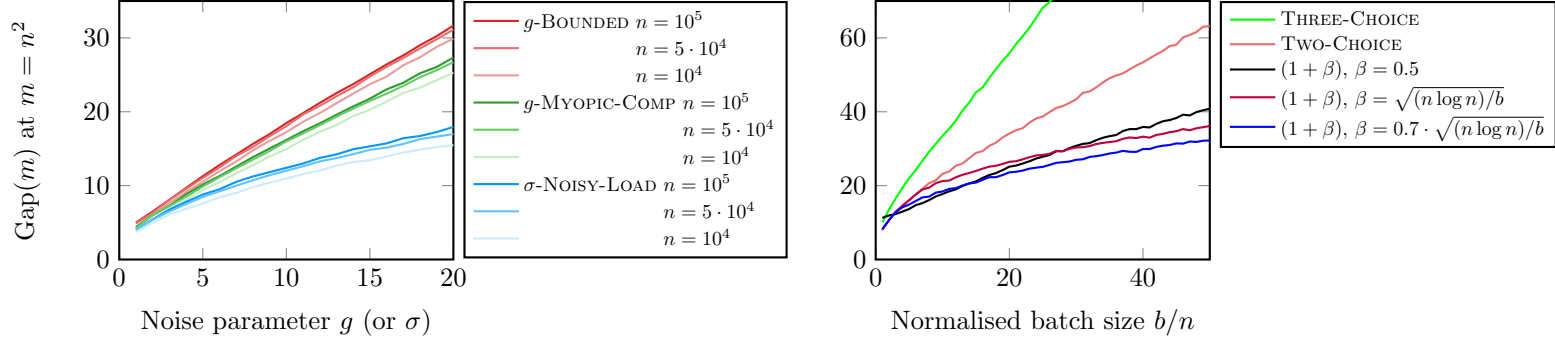 Gap(m) at m = n²
30
20
10
0
0
5
10
15
20
Noise parameter g (or σ)
g-Bounded n = 10⁵
n = 5 · 10⁴
n = 10⁴
g-Myopic-Comp n = 10⁵
n = 5 · 10⁴
n = 10⁴
σ-Noisy-Load n = 10⁵
n = 5 · 10⁴
n = 10⁴
60
40
20
0
0
20
40
Normalised batch size b/n
Three-Choice
Two-Choice
(1 + β), β = 0.5
(1 + β), β = √(n log n)/b
(1 + β), β = 0.7 · √(n log n)/b